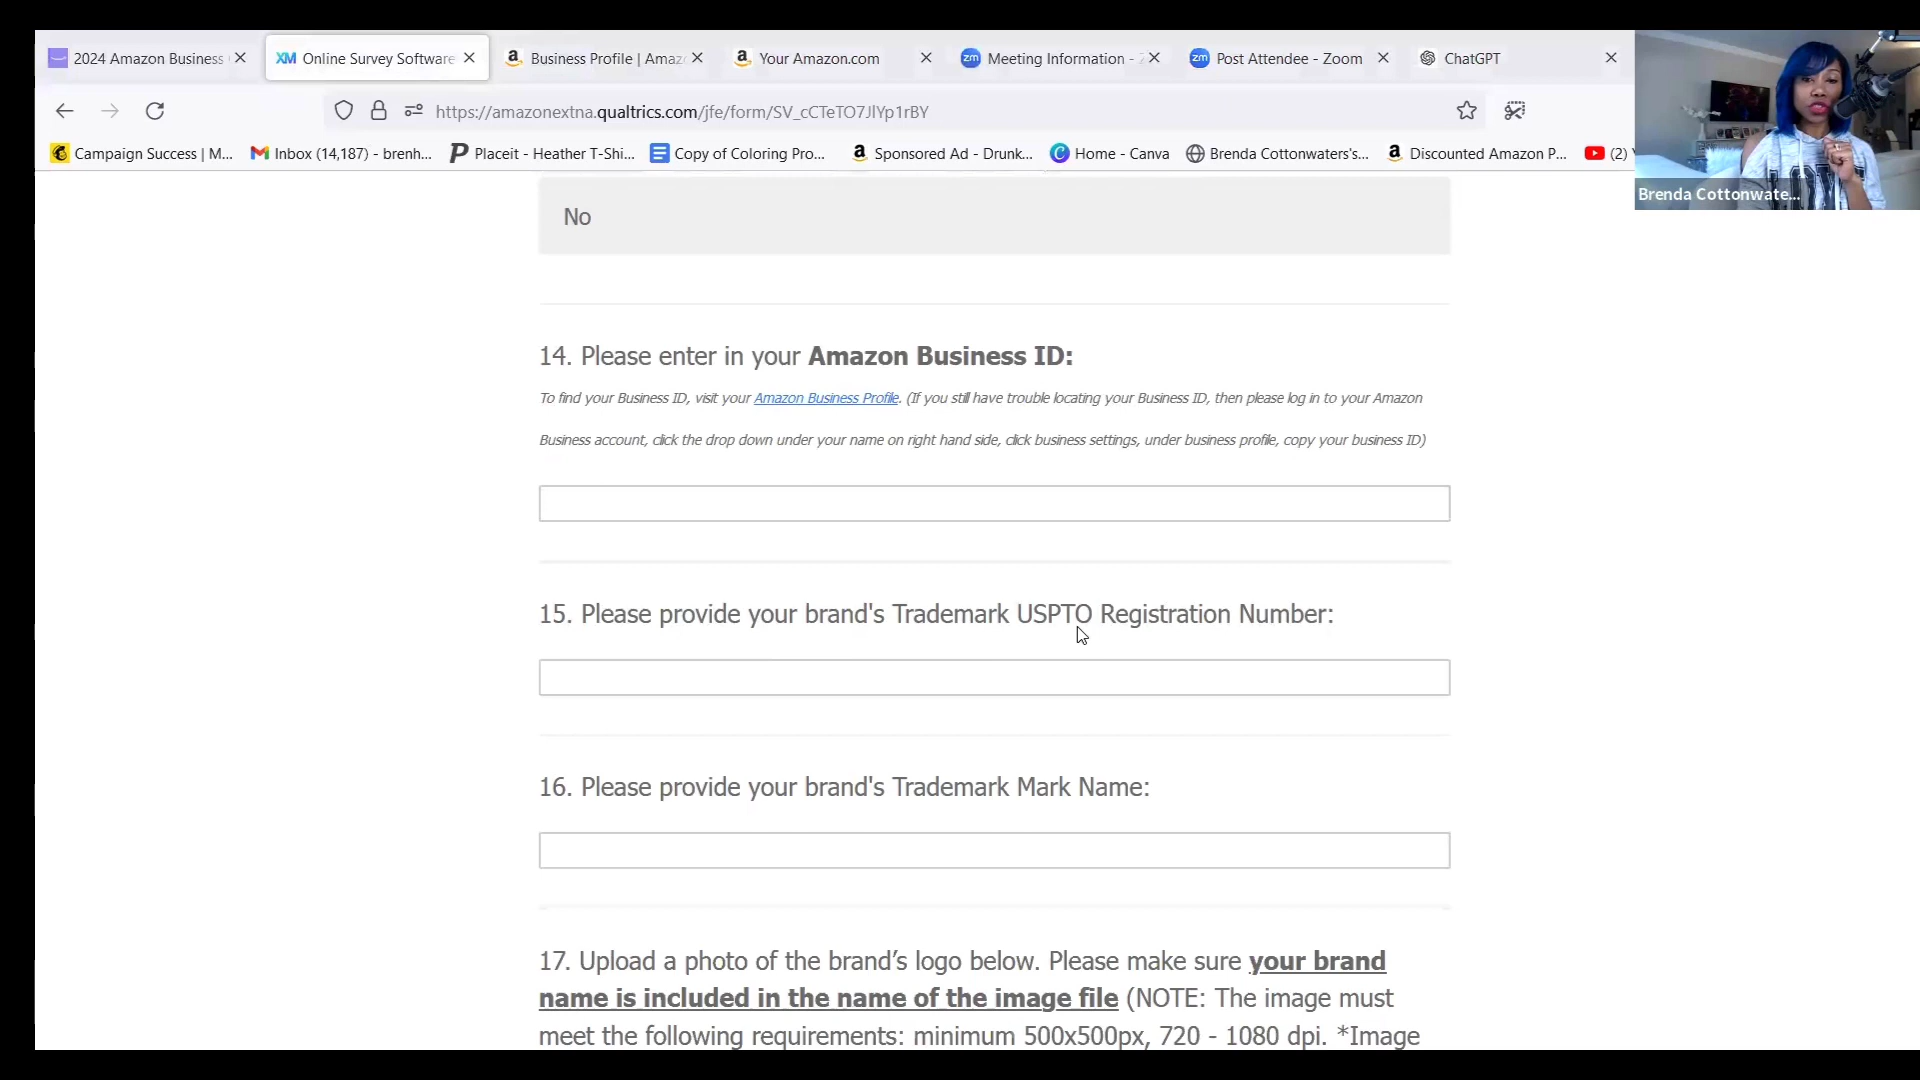 2024 Amazon Business
XM Online Survey Software
Business Profile | Amaz
Your Amazon.com
zm Meeting Information -
zm Post Attendee - Zoom
ChatGPT
https://amazonextna.qualtrics.com/jfe/form/SV_cCTeTO7JlYp1rBY
Campaign Success | M...
Inbox (14,187) - brenh...
Placeit - Heather T-Shi...
Copy of Coloring Pro...
Sponsored Ad - Drunk...
Home - Canva
Brenda Cottonwaters's...
Discounted Amazon P...
(2)
Brenda Cottonwate...
No
14. Please enter in your Amazon Business ID:
To find your Business ID, visit your Amazon Business Profile. (If you still have trouble locating your Business ID, then please log in to your Amazon
Business account, click the drop down under your name on right hand side, click business settings, under business profile, copy your business ID)
15. Please provide your brand's Trademark USPTO Registration Number:
16. Please provide your brand's Trademark Mark Name:
17. Upload a photo of the brand’s logo below. Please make sure your brand
name is included in the name of the image file (NOTE: The image must
meet the following requirements: minimum 500x500px, 720 - 1080 dpi. *Image